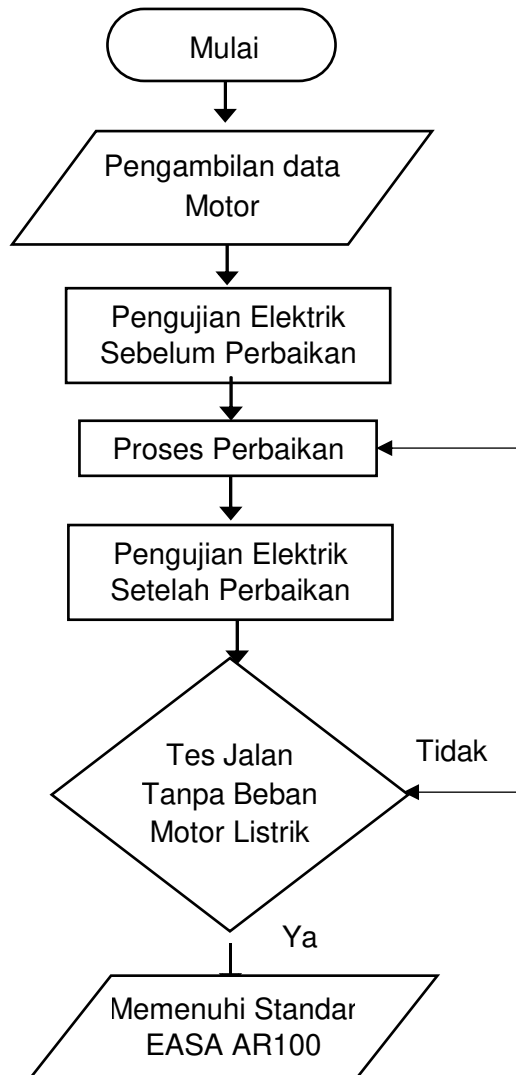 Mulai
Pengambilan data
Motor
Pengujian Elektrik
Sebelum Perbaikan
Proses Perbaikan
Pengujian Elektrik
Setelah Perbaikan
Tes Jalan
Tanpa Beban
Motor Listrik
Tidak
Ya
Memenuhi Standar
EASA AR100